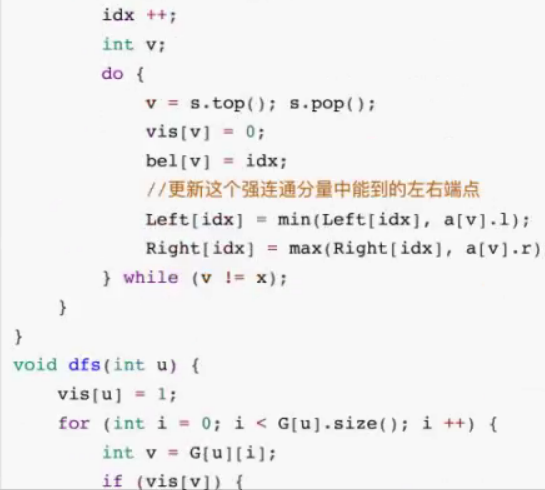 idx ++;
int v;
do {
v = s.top(); s.pop();
vis[v] = 0;
bel[v] = idx;
//更新这个强连通分量中能到的左右端点
Left[idx] = min(Left[idx], a[v].l);
Right[idx] = max(Right[idx], a[v].r)
} while (v != x);
}
}
void dfs(int u) {
vis[u] = 1;
for (int i = 0; i < G[u].size(); i ++) {
int v = G[u][i];
if (vis[v]) {